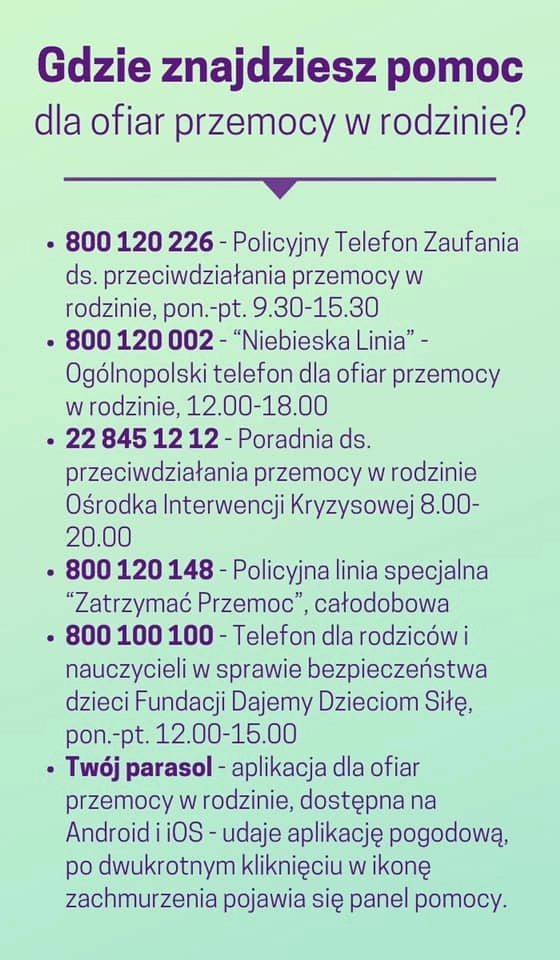 Gdzie znajdziesz pomoc
dla ofiar przemocy w rodzinie?
• 800 120 226 - Policyjny Telefon Zaufania
ds. przeciwdziałania przemocy w
rodzinie, pon.-pt. 9.30-15.30
• 800 120 002 - “Niebieska Linia” -
Ogólnopolski telefon dla ofiar przemocy
w rodzinie, 12.00-18.00
• 22 845 12 12 - Poradnia ds.
przeciwdziałania przemocy w rodzinie
Ośrodka Interwencji Kryzysowej 8.00-
20.00
• 800 120 148 - Policyjna linia specjalna
“Zatrzymać Przemoc”, całodobowa
• 800 100 100 - Telefon dla rodziców i
nauczycieli w sprawie bezpieczeństwa
dzieci Fundacji Dajemy Dzieciom Siłę,
pon.-pt. 12.00-15.00
• Twój parasol - aplikacja dla ofiar
przemocy w rodzinie, dostępna na
Android i iOS - udaje aplikację pogodową,
po dwukrotnym kliknięciu w ikonę
zachmurzenia pojawia się panel pomocy.